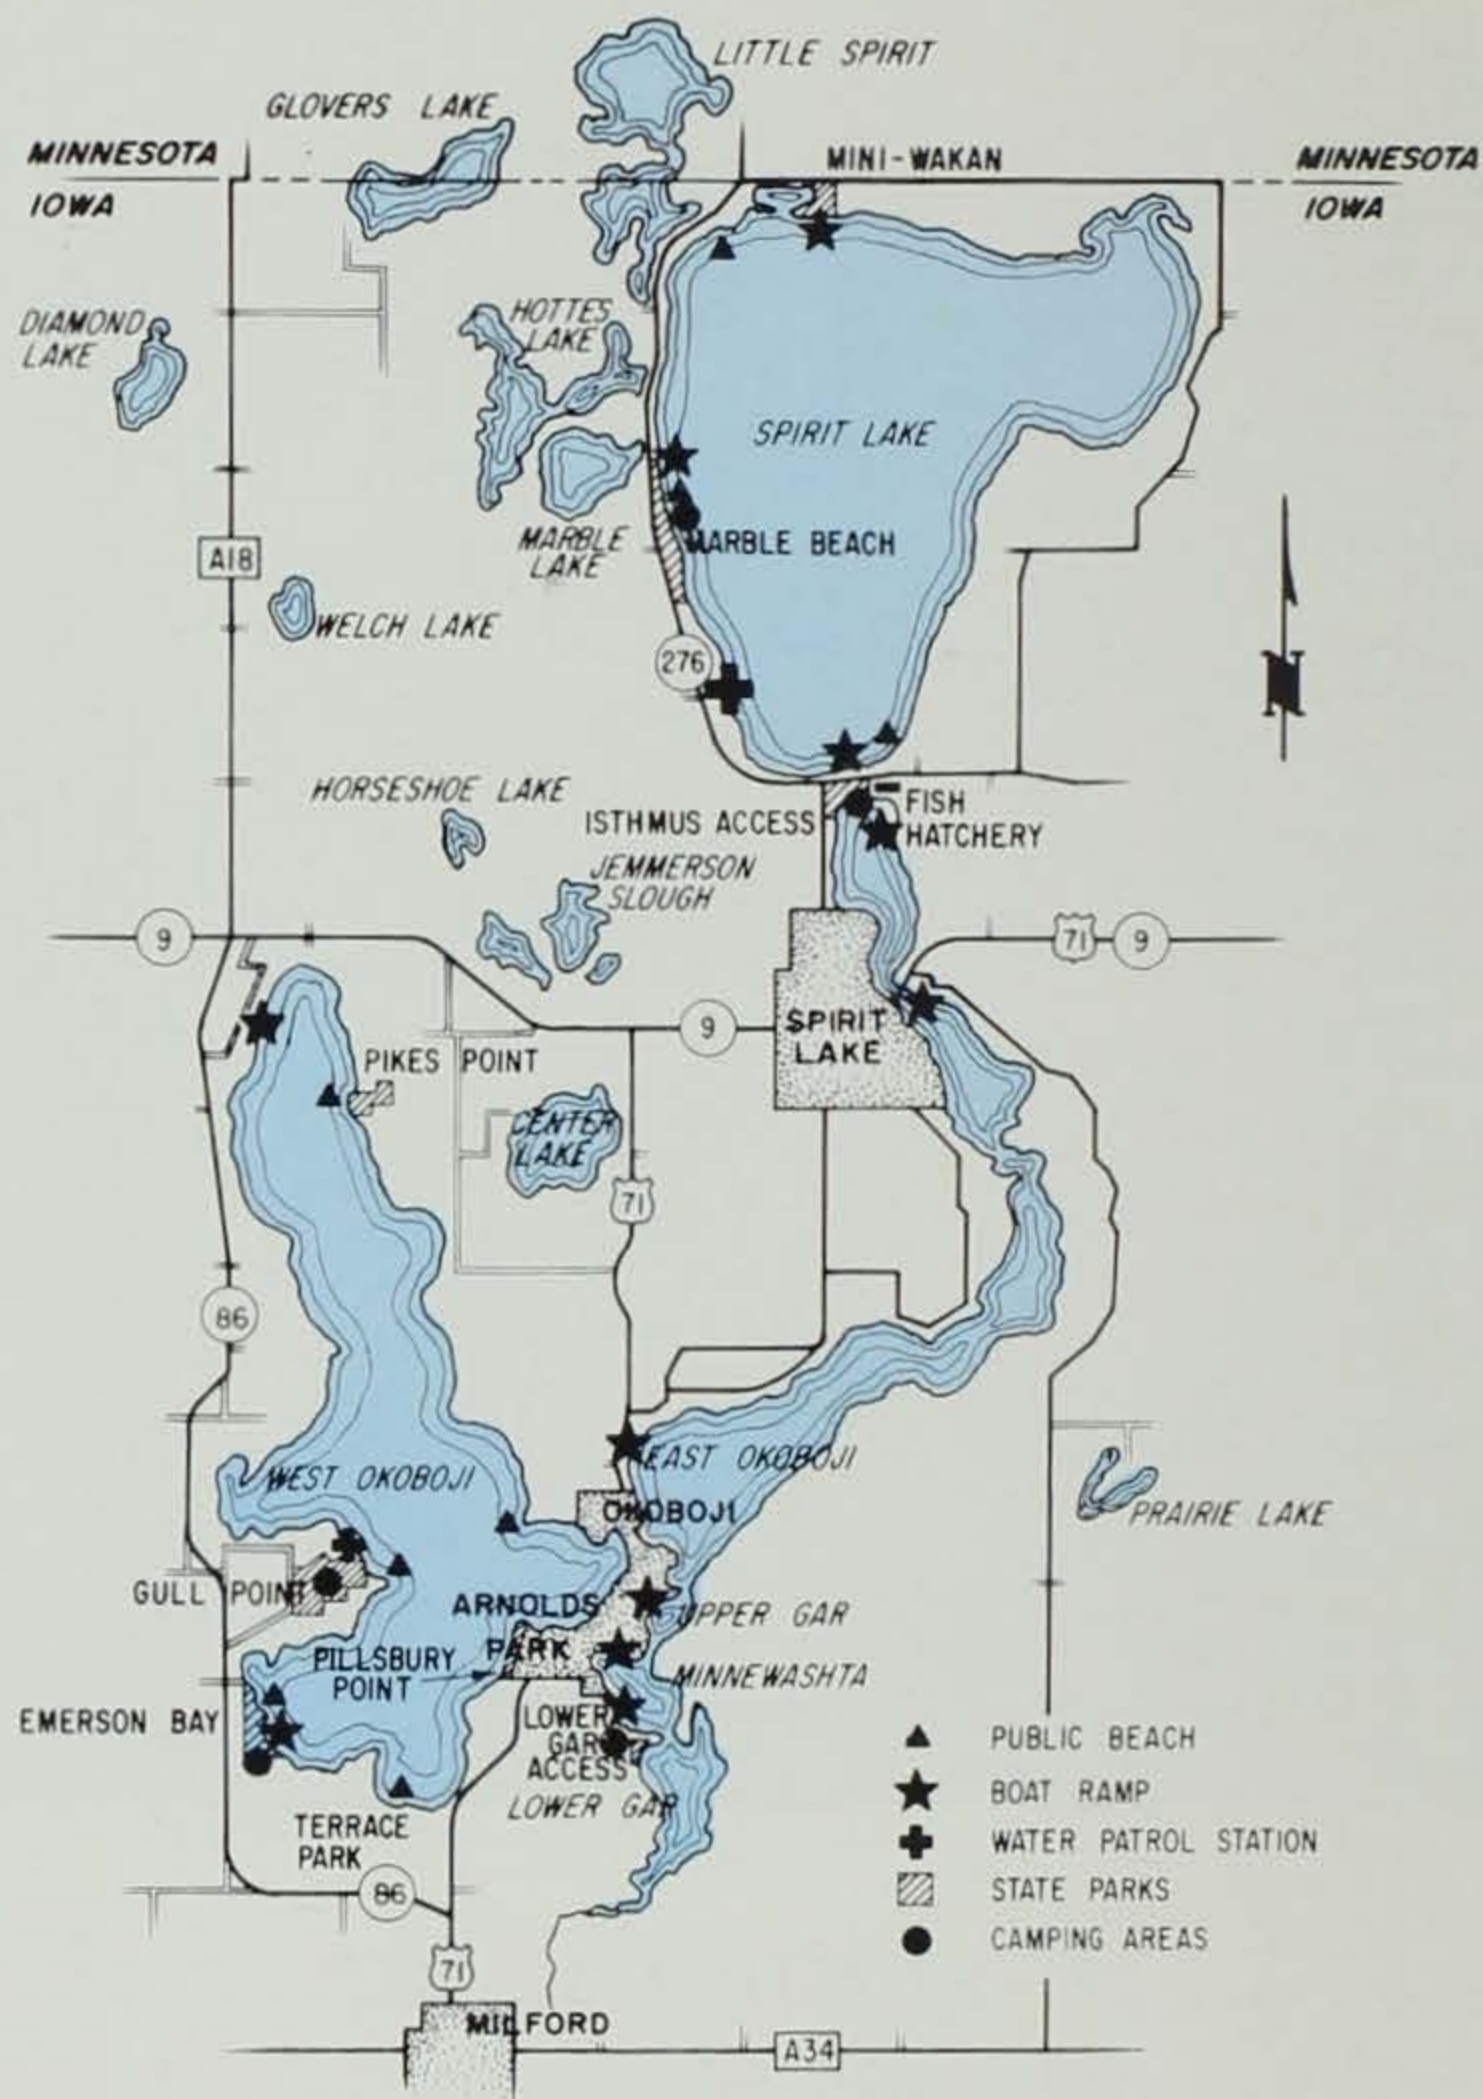 LITTLE SPIRIT
GLOVERS LAKE
MINNESOTA
IOWA
MINI-WAKAN
MINNESOTA
IOWA
DIAMOND
LAKE
HOTTES
LAKE
SPIRIT LAKE
MARBLE
LAKE
MARBLE BEACH
A18
WELCH LAKE
276
N
HORSESHOE LAKE
ISTHMUS ACCESS
FISH
HATCHERY
JEMMERSON
SLOUGH
9
71
9
9
SPIRIT
LAKE
PIKES POINT
CENTER
LAKE
71
86
WEST OKOBOJI
EAST OKOBOJI
OKOBOJI
PRAIRIE LAKE
GULL POINT
ARNOLDS
PARK
UPPER GAR
PILLSBURY
POINT
MINNEWASHTA
EMERSON BAY
LOWER
GAR
ACCESS
LOWER GAR
TERRACE
PARK
86
71
MILFORD
A34
PUBLIC BEACH
BOAT RAMP
WATER PATROL STATION
STATE PARKS
CAMPING AREAS